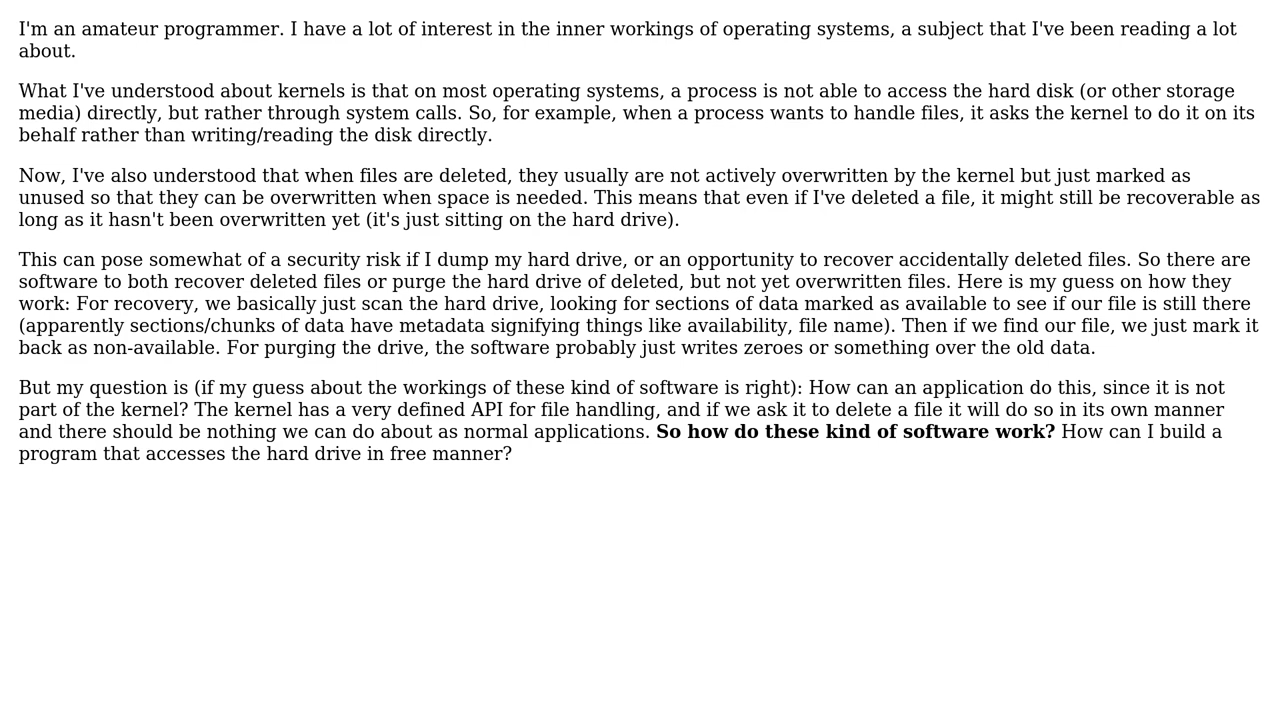 I'm an amateur programmer. I have a lot of interest in the inner workings of operating systems, a subject that I've been reading a lot
about.
What I've understood about kernels is that on most operating systems, a process is not able to access the hard disk (or other storage
media) directly, but rather through system calls. So, for example, when a process wants to handle files, it asks the kernel to do it on its
behalf rather than writing/reading the disk directly.
Now, I've also understood that when files are deleted, they usually are not actively overwritten by the kernel but just marked as
unused so that they can be overwritten when space is needed. This means that even if I've deleted a file, it might still be recoverable as
long as it hasn't been overwritten yet (it's just sitting on the hard drive).
This can pose somewhat of a security risk if I dump my hard drive, or an opportunity to recover accidentally deleted files. So there are
software to both recover deleted files or purge the hard drive of deleted, but not yet overwritten files. Here is my guess on how they
work: For recovery, we basically just scan the hard drive, looking for sections of data marked as available to see if our file is still there
(apparently sections/chunks of data have metadata signifying things like availability, file name). Then if we find our file, we just mark it
back as non-available. For purging the drive, the software probably just writes zeroes or something over the old data.
But my question is (if my guess about the workings of these kind of software is right): How can an application do this, since it is not
part of the kernel? The kernel has a very defined API for file handling, and if we ask it to delete a file it will do so in its own manner
and there should be nothing we can do about as normal applications. So how do these kind of software work? How can I build a
program that accesses the hard drive in free manner?